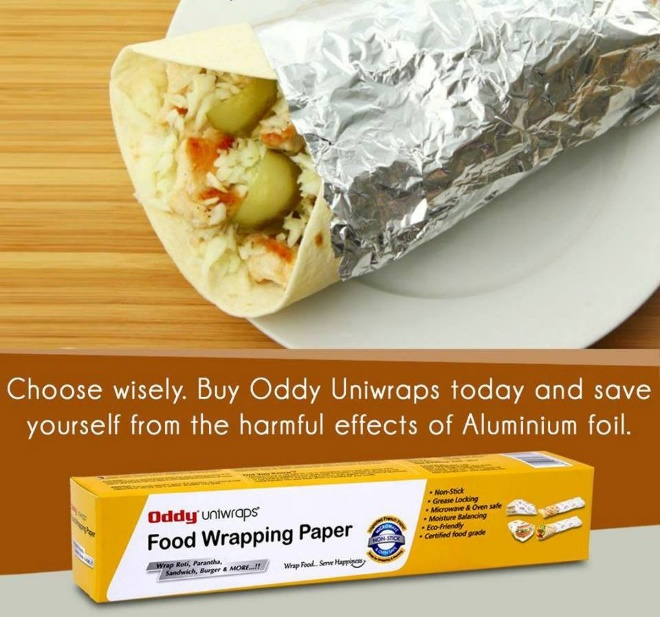 Choose wisely. Buy Oddy Uniwraps today and save
yourself from the harmful effects of Aluminium foil.
Oddy uniwraps
Food Wrapping Paper
Wrap Roti, Parantha,
Sandwich, Burger & MORE...!!
Wrap Food... Serve Happiness
NON-STICK
• Non-Stick
• Grease Locking
• Microwave & Oven safe
• Moisture Balancing
• Eco-Friendly
• Certified food grade